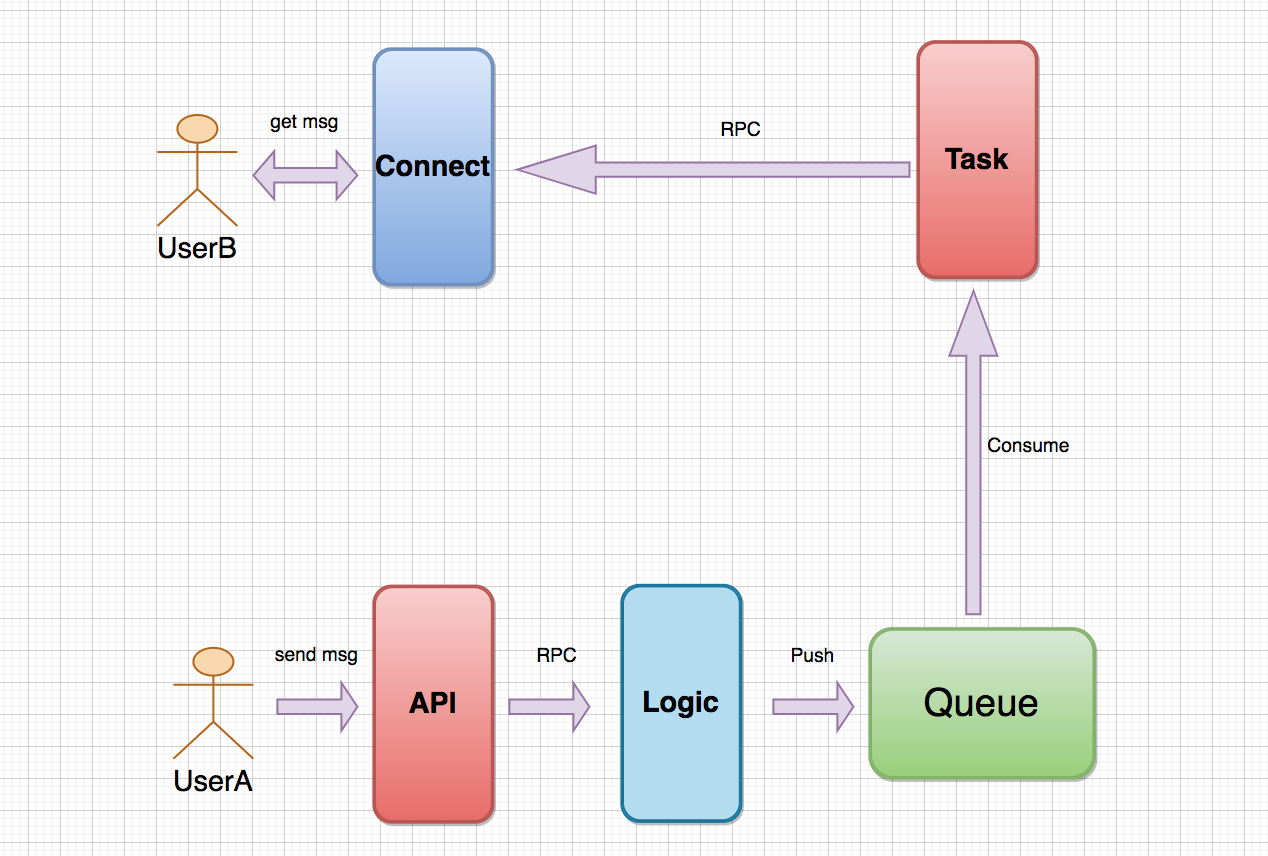 get msg
RPC
Connect
Task
UserB
Consume
send msg
RPC
Push
API
Logic
Queue
UserA